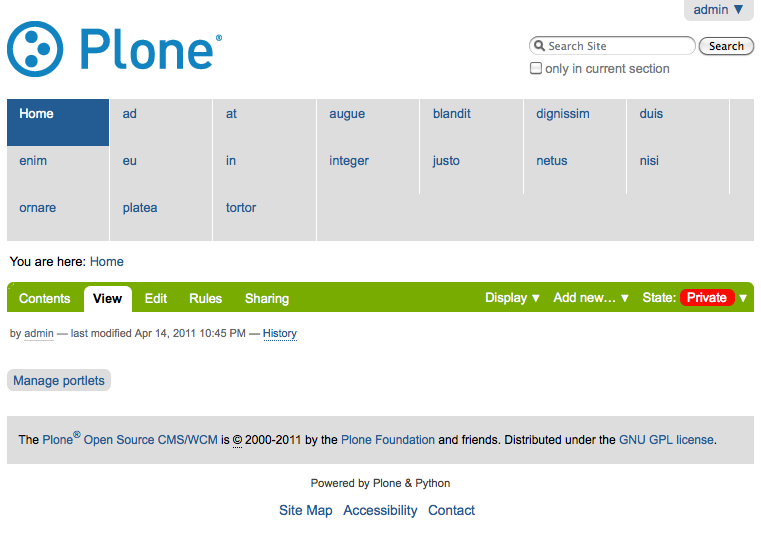 admin ▼
Plone®
Search Site Search
only in current section
Home ad at augue blandit dignissim duis
enim eu in integer justo netus nisi
ornare platea tortor
You are here: Home
Contents View Edit Rules Sharing Display ▼ Add new… ▼ State: Private ▼
by admin — last modified Apr 14, 2011 10:45 PM — History
Manage portlets
The Plone® Open Source CMS/WCM is © 2000-2011 by the Plone Foundation and friends. Distributed under the GNU GPL license.
Powered by Plone & Python
Site Map Accessibility Contact